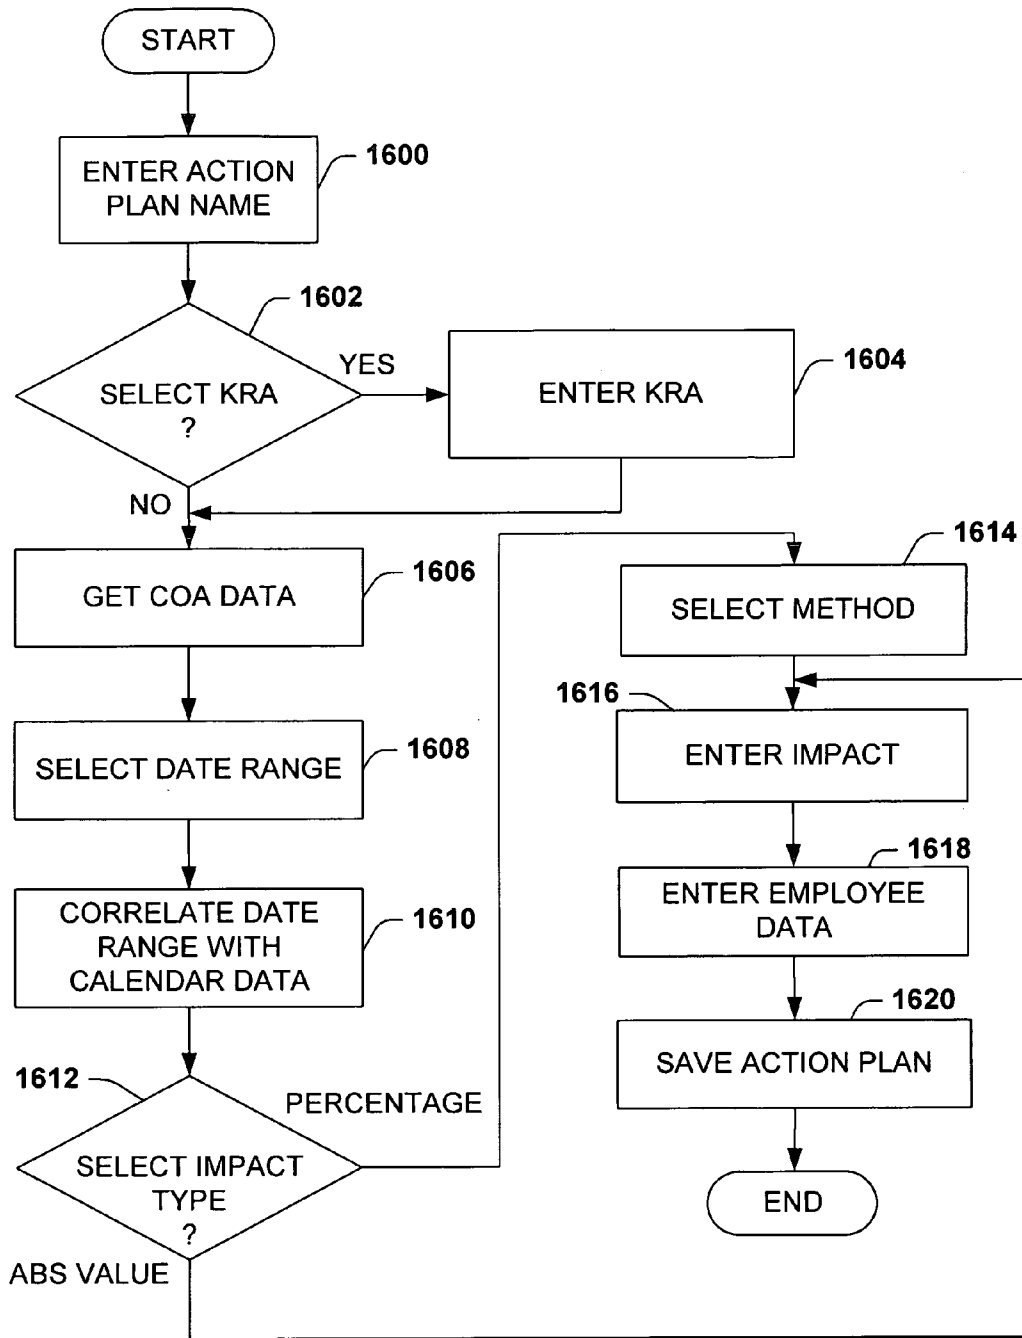 START
ENTER ACTION
PLAN NAME
1600
1602
SELECT KRA
?
YES
NO
ENTER KRA
1604
GET COA DATA
1606
SELECT DATE RANGE
1608
CORRELATE DATE
RANGE WITH
CALENDAR DATA
1610
1612
SELECT IMPACT
TYPE
?
PERCENTAGE
ABS VALUE
1614
SELECT METHOD
1616
ENTER IMPACT
1618
ENTER EMPLOYEE
DATA
1620
SAVE ACTION PLAN
END